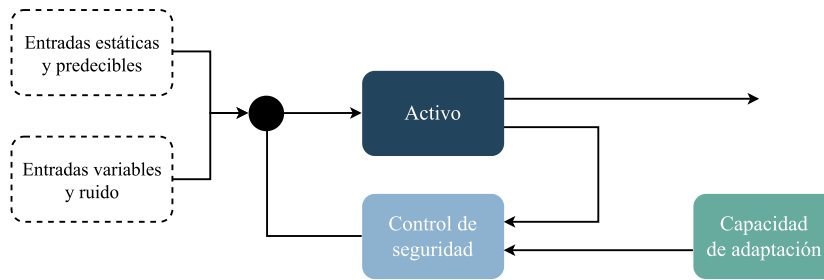 Entradas estáticas
y predecibles
Activo
Entradas variables
y ruido
Control de
seguridad
Capacidad
de adaptación